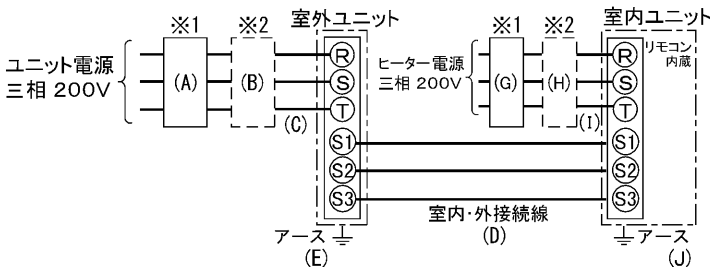 ※1
※2
室外ユニット
ユニット電源
三相 200V
(A)
(B)
(C)
R
S
T
S1
S2
S3
アース
(E)
※1
※2
室内ユニット
ヒーター電源
三相 200V
(G)
(H)
(I)
R
S
T
S1
S2
S3
リモコン
内蔵
室内・外接続線
(D)
アース
(J)